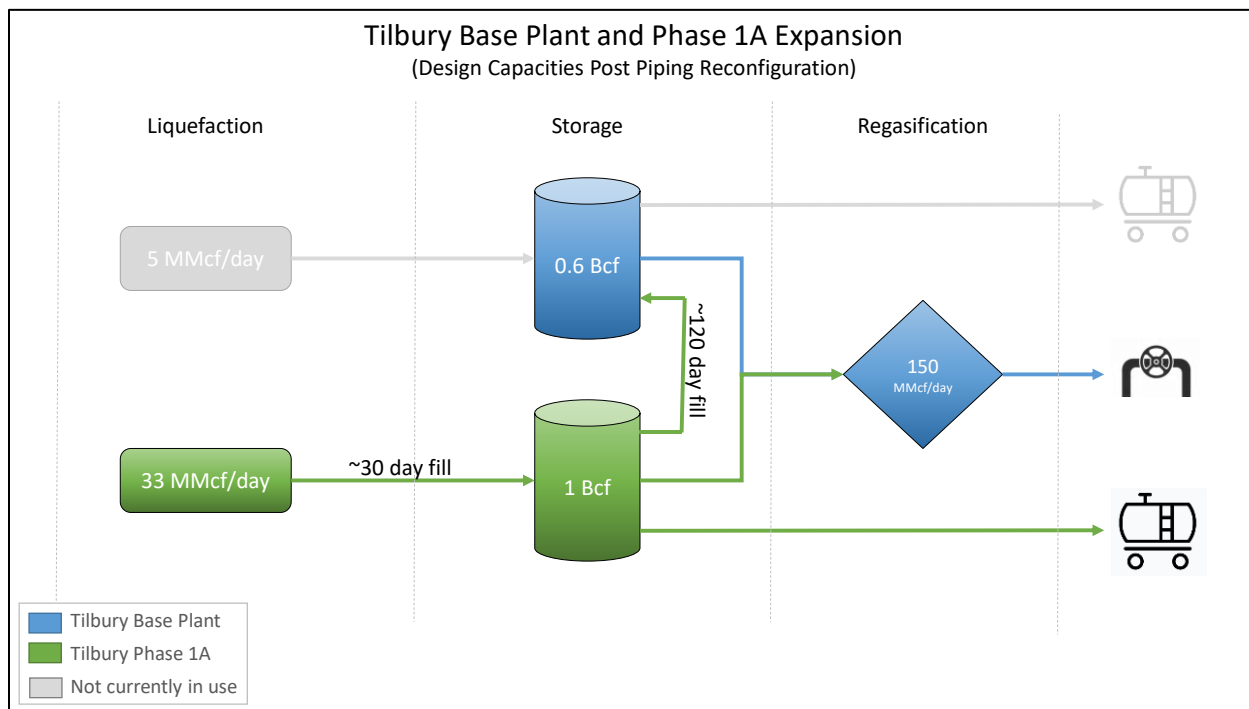 Tilbury Base Plant and Phase 1A Expansion
(Design Capacities Post Piping Reconfiguration)
Liquefaction
Storage
Regasification
5 MMcf/day
0.6 Bcf
~120 day fill
150
MMcf/day
~30 day fill
33 MMcf/day
1 Bcf
Tilbury Base Plant
Tilbury Phase 1A
Not currently in use